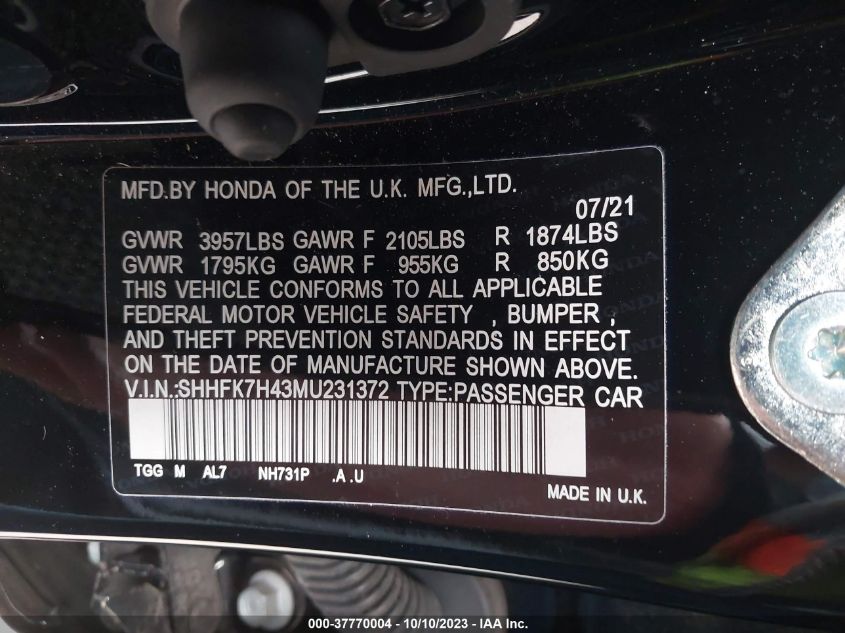 MFD.BY HONDA OF THE U.K. MFG.,LTD.
07/21
GVWR 3957LBS GAWR F 2105LBS R 1874LBS
GVWR 1795KG GAWR F 955KG R 850KG
THIS VEHICLE CONFORMS TO ALL APPLICABLE
FEDERAL MOTOR VEHICLE SAFETY , BUMPER ,
AND THEFT PREVENTION STANDARDS IN EFFECT
ON THE DATE OF MANUFACTURE SHOWN ABOVE.
V.I.N.:SHHFK7H43MU231372 TYPE:PASSENGER CAR
TGG M AL7 NH731P .A .U
MADE IN U.K.
000-37770004 - 10/10/2023 - © IAA Inc.